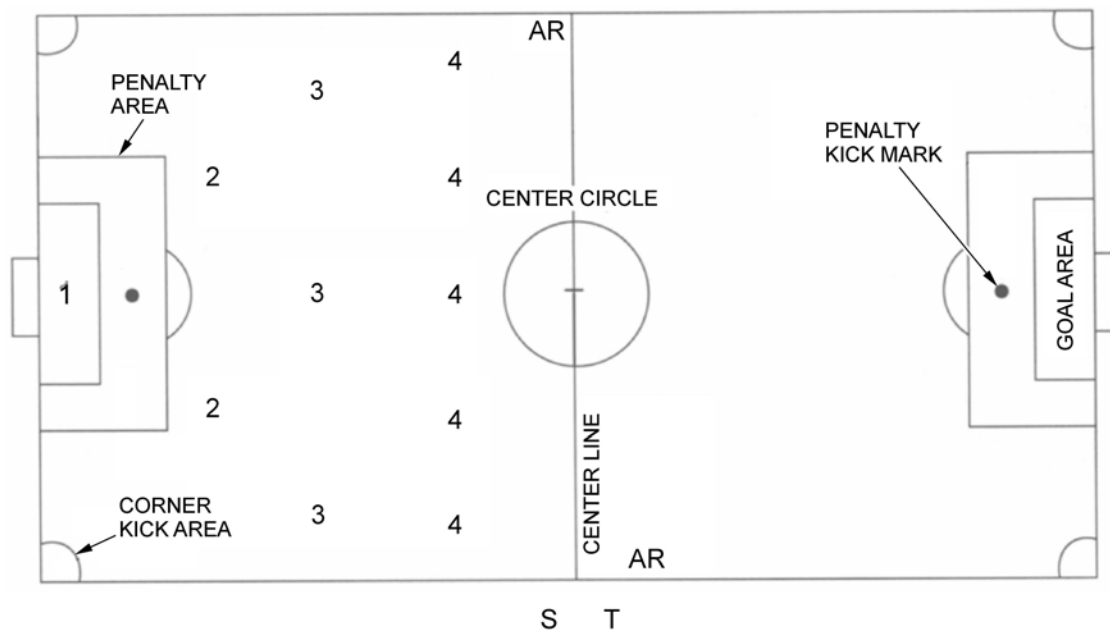 AR
4
PENALTY
AREA
3
PENALTY
KICK MARK
2
4
CENTER CIRCLE
1
3
4
GOAL AREA
2
4
CENTER LINE
CORNER
KICK AREA
3
4
AR
S T